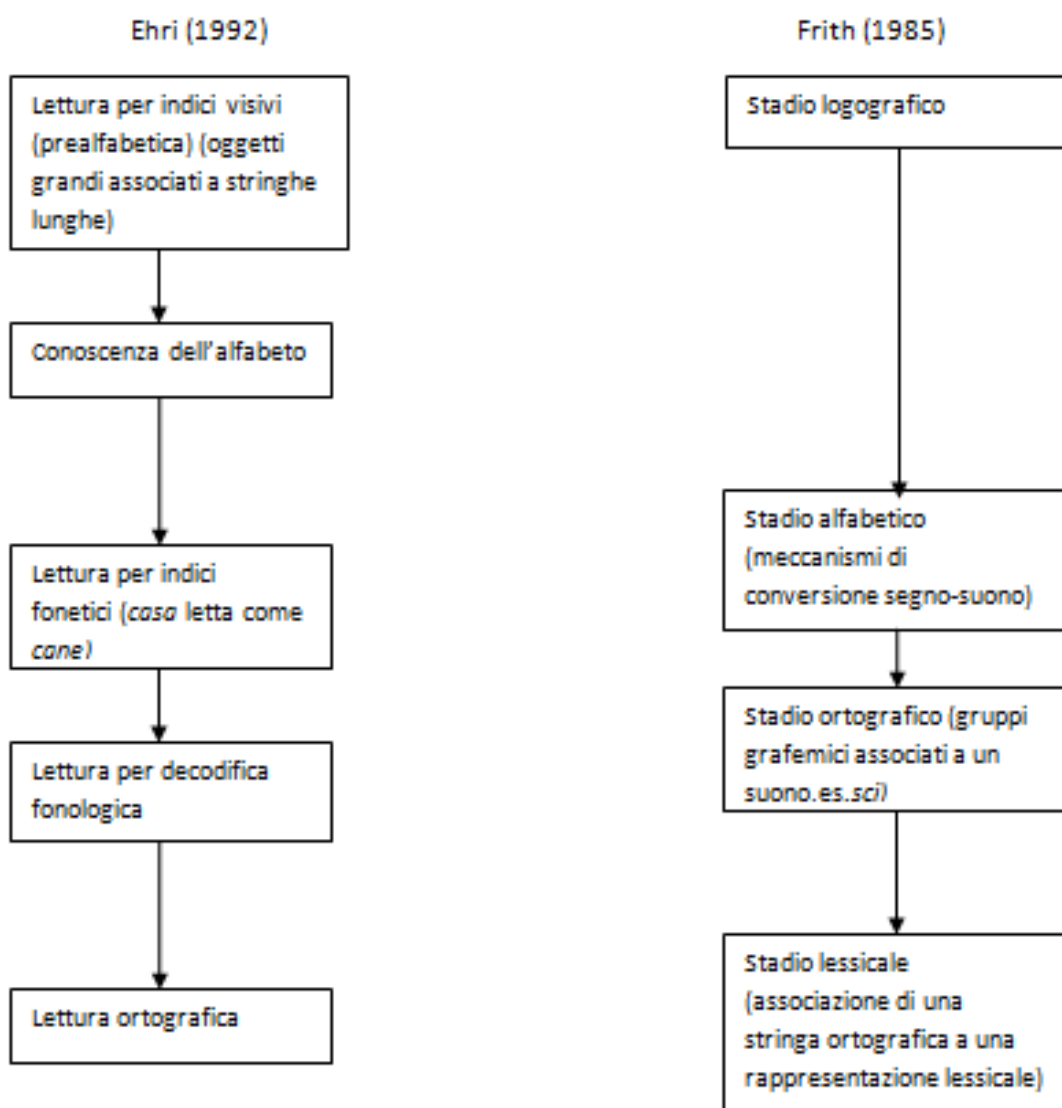 Ehri (1992)
Lettura per indici visivi
(prealfabetica) (oggetti
grandi associati a stringhe
lunghe)
Conoscenza dell'alfabeto
Lettura per indici
fonetici (casa letta come
cane)
Lettura per decodifica
fonologica
Lettura ortografica
Frith (1985)
Stadio logografico
Stadio alfabetico
(meccanismi di
conversione segno-suono)
Stadio ortografico (gruppi
grafemici associati a un
suono.es.sci)
Stadio lessicale
(associazione di una
stringa ortografica a una
rappresentazione lessicale)